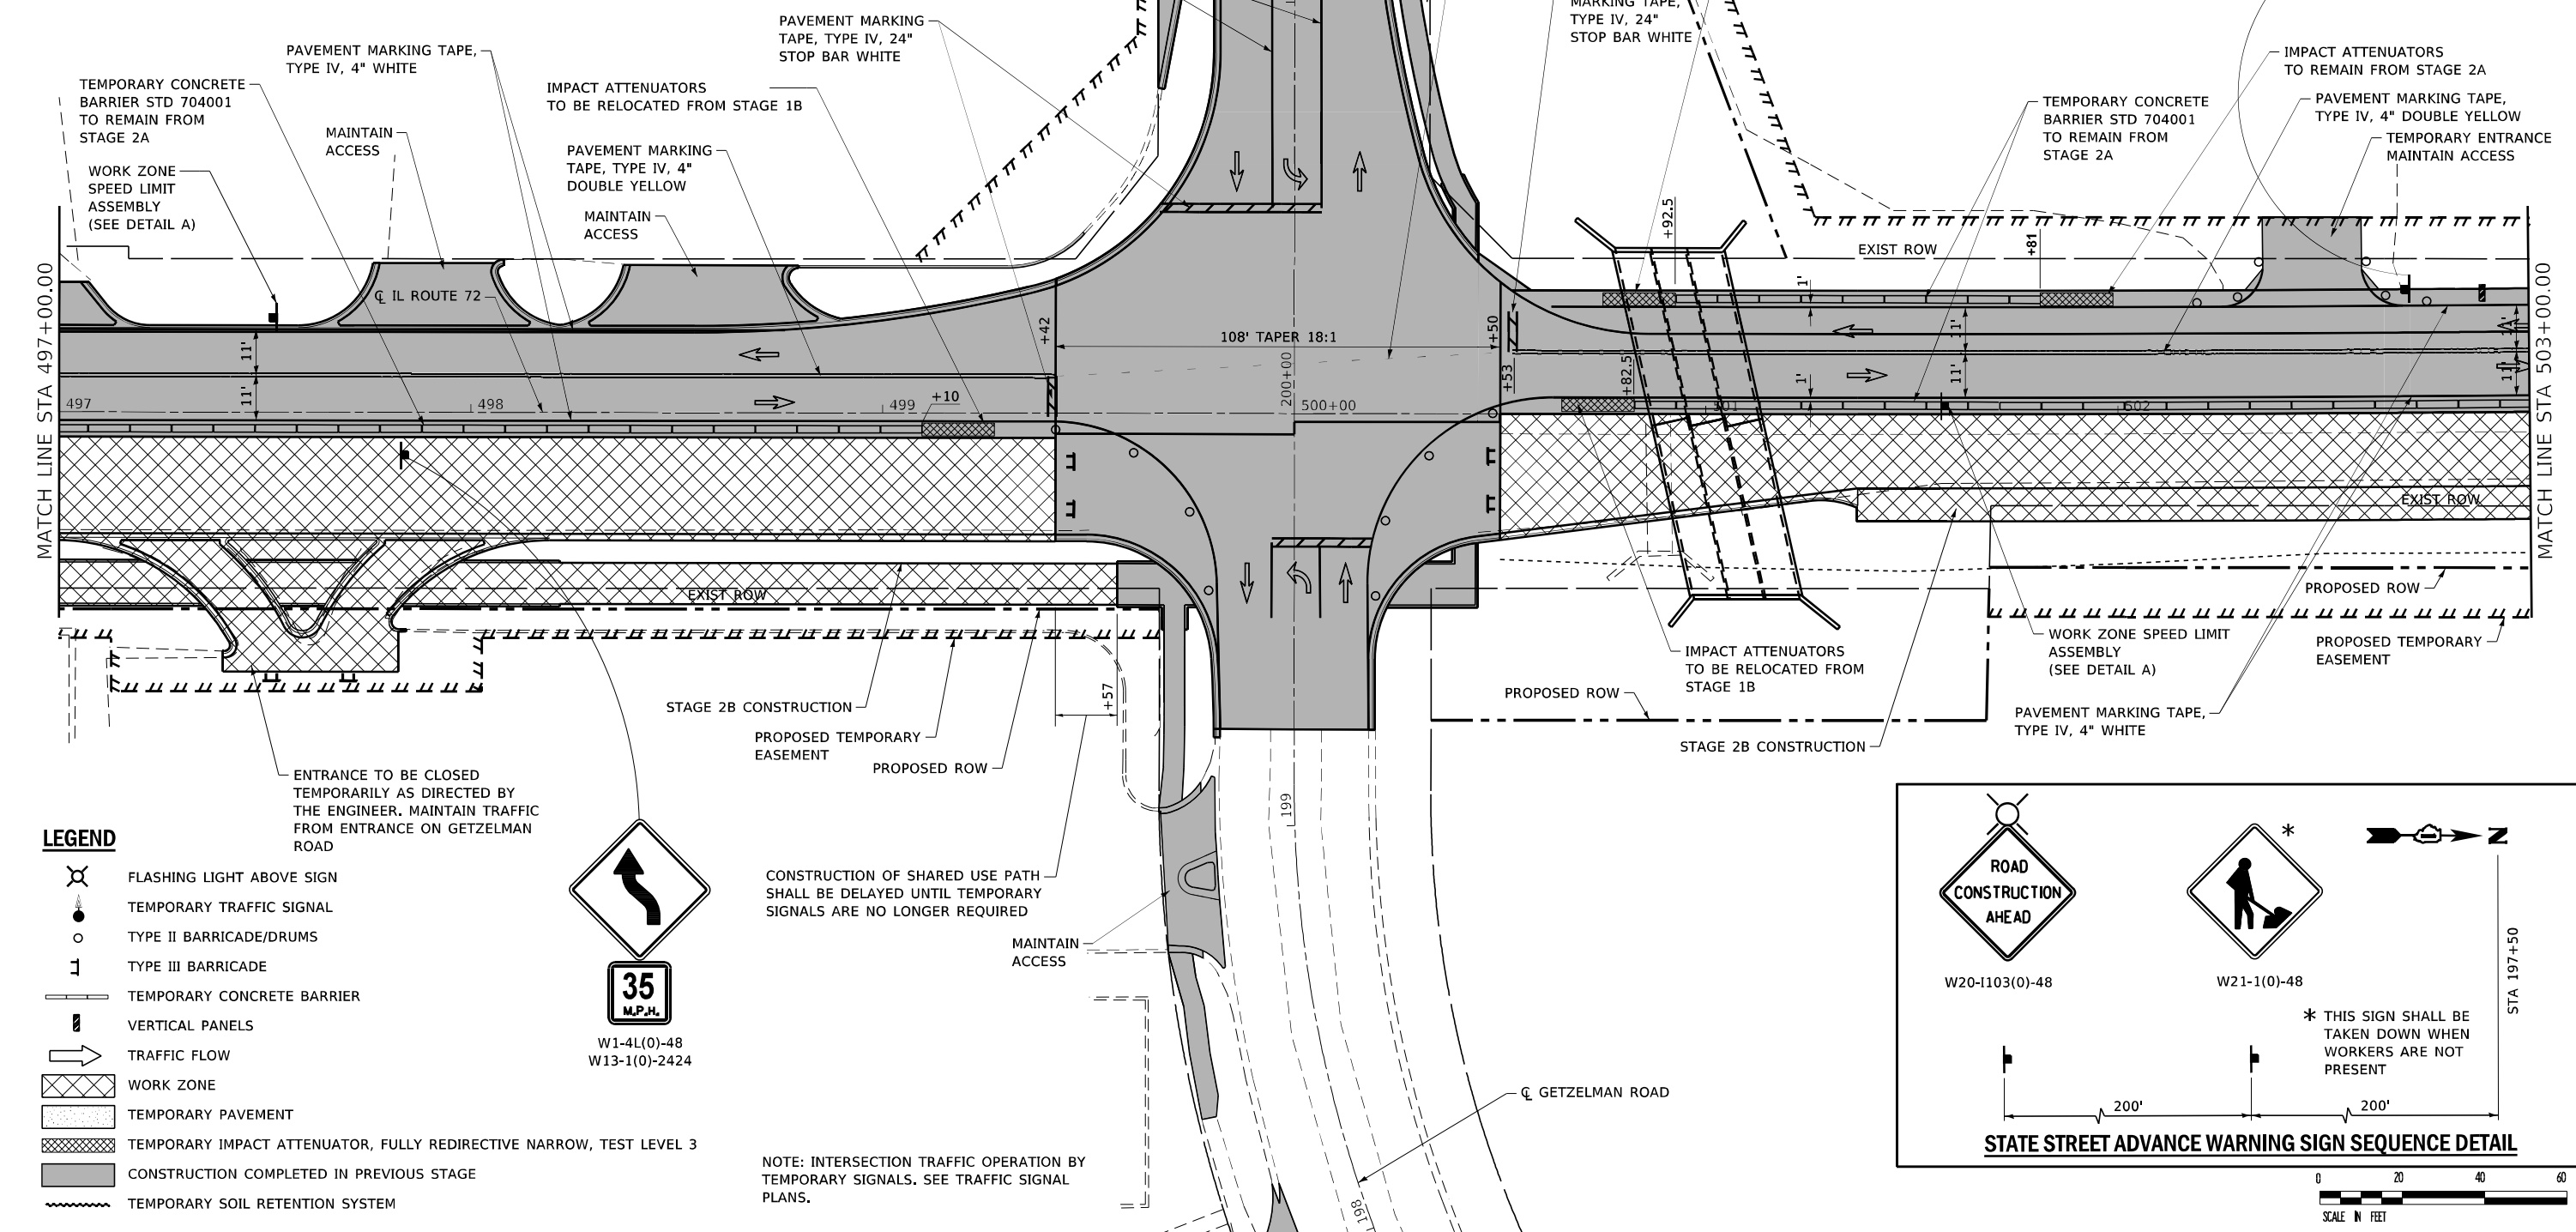 PAVEMENT MARKING
TAPE, TYPE IV, 24"
STOP BAR WHITE
MARKING TAPE,
TYPE IV, 24"
STOP BAR WHITE
PAVEMENT MARKING TAPE,
TYPE IV, 4" WHITE
IMPACT ATTENUATORS
TO REMAIN FROM STAGE 2A
TEMPORARY CONCRETE
BARRIER STD 704001
TO REMAIN FROM
STAGE 2A
IMPACT ATTENUATORS
TO BE RELOCATED FROM STAGE 1B
TEMPORARY CONCRETE
BARRIER STD 704001
TO REMAIN FROM
STAGE 2A
PAVEMENT MARKING TAPE,
TYPE IV, 4" DOUBLE YELLOW
MAINTAIN
ACCESS
TEMPORARY ENTRANCE
MAINTAIN ACCESS
PAVEMENT MARKING
TAPE, TYPE IV, 4"
DOUBLE YELLOW
WORK ZONE
SPEED LIMIT
ASSEMBLY
(SEE DETAIL A)
MAINTAIN
ACCESS
+92.5
+81
EXIST ROW
MATCH LINE STA 497+00.00
MATCH LINE STA 503+00.00
℄ IL ROUTE 72
1'
+42
108' TAPER 18:1
+50
11'
11'
11'
11'
11'
11'
200+00
+53
+82.5
1'
11'
11'
497
498
499
+10
500+00
501
502
EXIST ROW
EXIST ROW
PROPOSED ROW
WORK ZONE SPEED LIMIT
ASSEMBLY
(SEE DETAIL A)
PROPOSED TEMPORARY
EASEMENT
IMPACT ATTENUATORS
TO BE RELOCATED FROM
STAGE 1B
PROPOSED ROW
PAVEMENT MARKING TAPE,
TYPE IV, 4" WHITE
STAGE 2B CONSTRUCTION
+57
STAGE 2B CONSTRUCTION
PROPOSED TEMPORARY
EASEMENT
PROPOSED ROW
ENTRANCE TO BE CLOSED
TEMPORARILY AS DIRECTED BY
THE ENGINEER. MAINTAIN TRAFFIC
FROM ENTRANCE ON GETZELMAN
ROAD
199
CONSTRUCTION OF SHARED USE PATH
SHALL BE DELAYED UNTIL TEMPORARY
SIGNALS ARE NO LONGER REQUIRED
MAINTAIN
ACCESS
35
M.P.H.
W1-4L(0)-48
W13-1(0)-2424
LEGEND
FLASHING LIGHT ABOVE SIGN
TEMPORARY TRAFFIC SIGNAL
TYPE II BARRICADE/DRUMS
TYPE III BARRICADE
TEMPORARY CONCRETE BARRIER
VERTICAL PANELS
TRAFFIC FLOW
WORK ZONE
TEMPORARY PAVEMENT
TEMPORARY IMPACT ATTENUATOR, FULLY REDIRECTIVE NARROW, TEST LEVEL 3
CONSTRUCTION COMPLETED IN PREVIOUS STAGE
TEMPORARY SOIL RETENTION SYSTEM
NOTE: INTERSECTION TRAFFIC OPERATION BY
TEMPORARY SIGNALS. SEE TRAFFIC SIGNAL
PLANS.
℄ GETZELMAN ROAD
198
ROAD
CONSTRUCTION
AHEAD
W20-I103(0)-48
*
W21-1(0)-48
N
STA 197+50
* THIS SIGN SHALL BE
TAKEN DOWN WHEN
WORKERS ARE NOT
PRESENT
200'
200'
STATE STREET ADVANCE WARNING SIGN SEQUENCE DETAIL
0 20 40 60
SCALE IN FEET